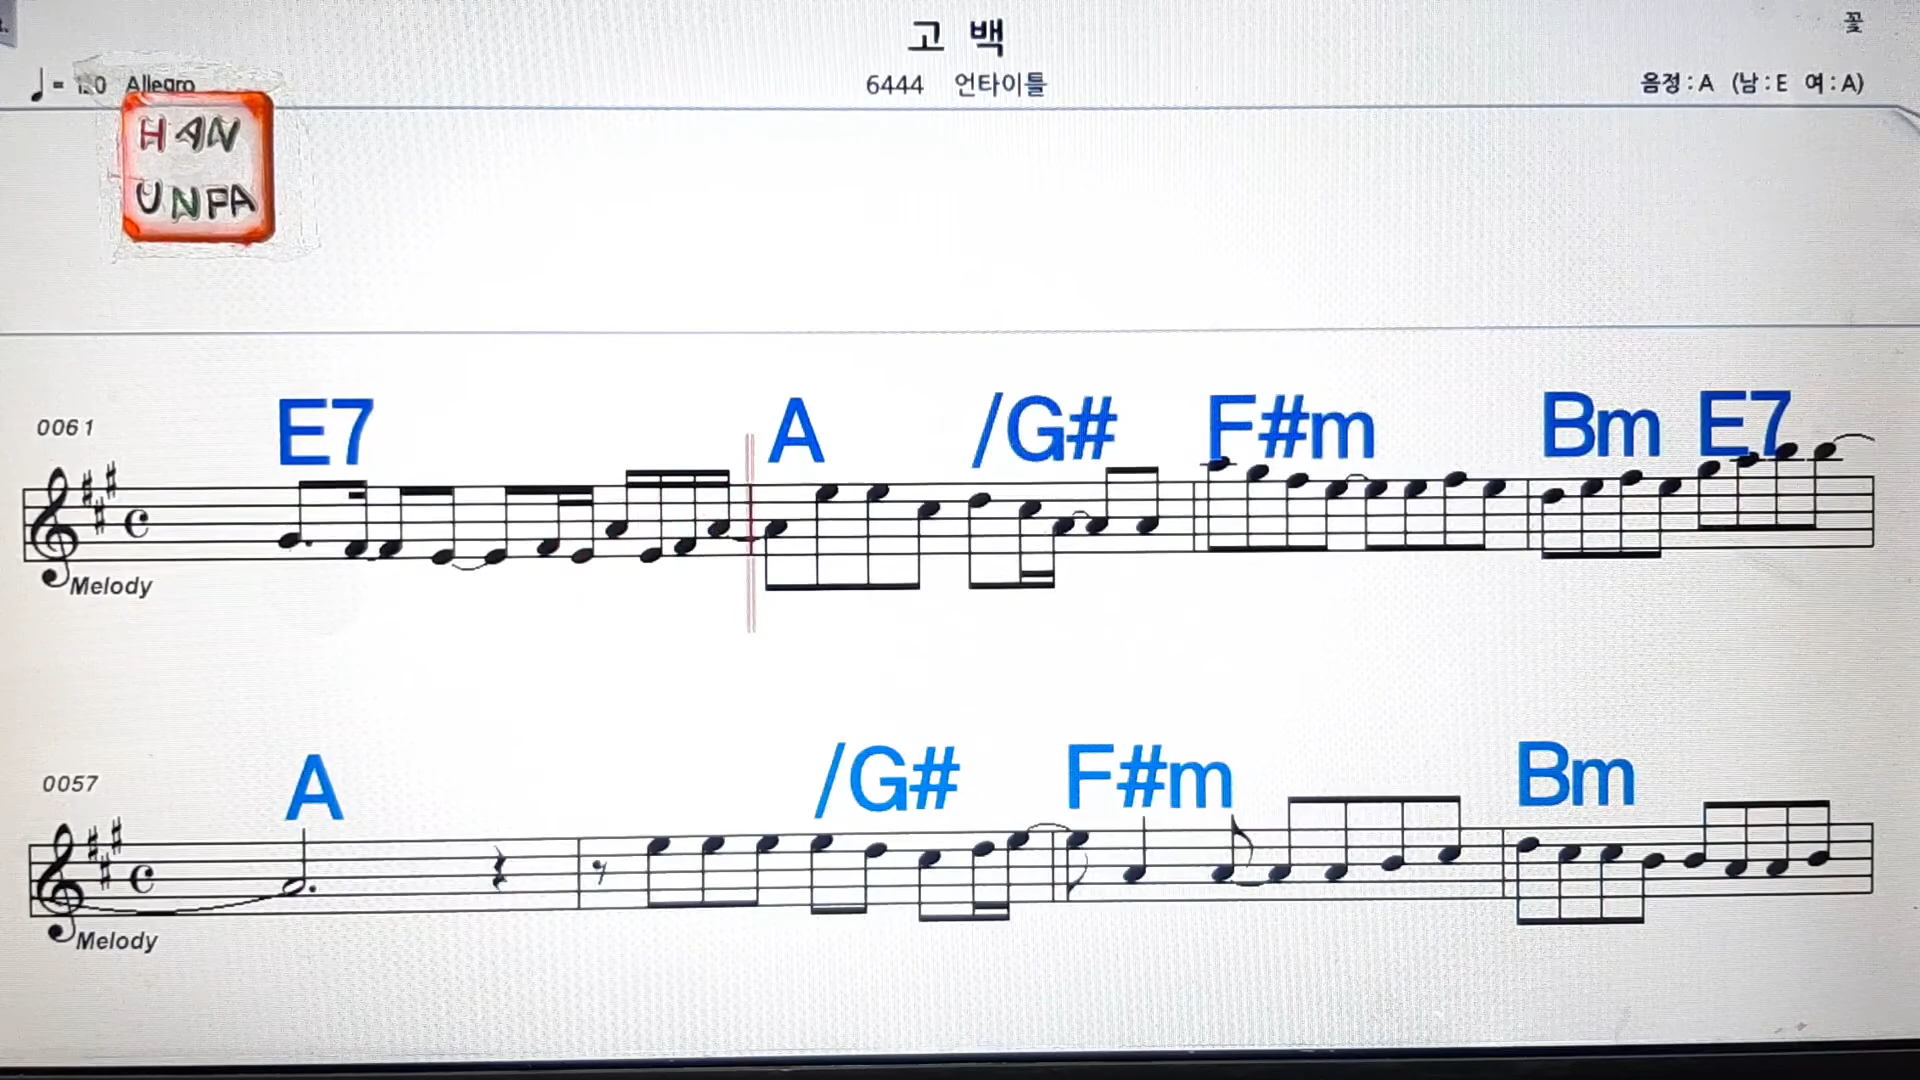 고 백
꽃
Allegro
6444 언타이틀
음정 : A (남 : E 여 : A)
HAN
UNPA
0061
E7 A /G# F#m Bm E7
Melody
0057
A /G# F#m Bm
Melody